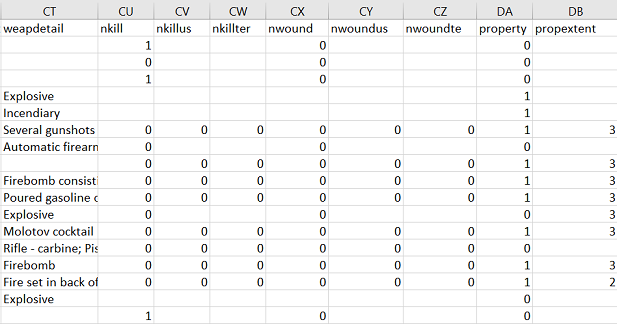 CT CU CV CW CX CY CZ DA DB
weapdetail nkill nkillus nkillter nwound nwoundus nwoundte property propextent
1 0 0
0 0 0
1 0 0
Explosive 1
Incendiary 1
Several gunshots 0 0 0 0 0 0 1 3
Automatic firearn 0 0 0
0 0 0 0 0 0 1 3
Firebomb consist 0 0 0 0 0 0 1 3
Poured gasoline c 0 0 0 0 0 0 1 3
Explosive 0 0 0 0 0 0 0 3
Molotov cocktail 0 0 0 0 0 0 1 3
Rifle - carbine; Pis 0 0 0 0 0 0 0
Firebomb 0 0 0 0 0 0 1 3
Fire set in back of 0 0 0 0 0 0 1 2
Explosive 0 0 0
1 0 0